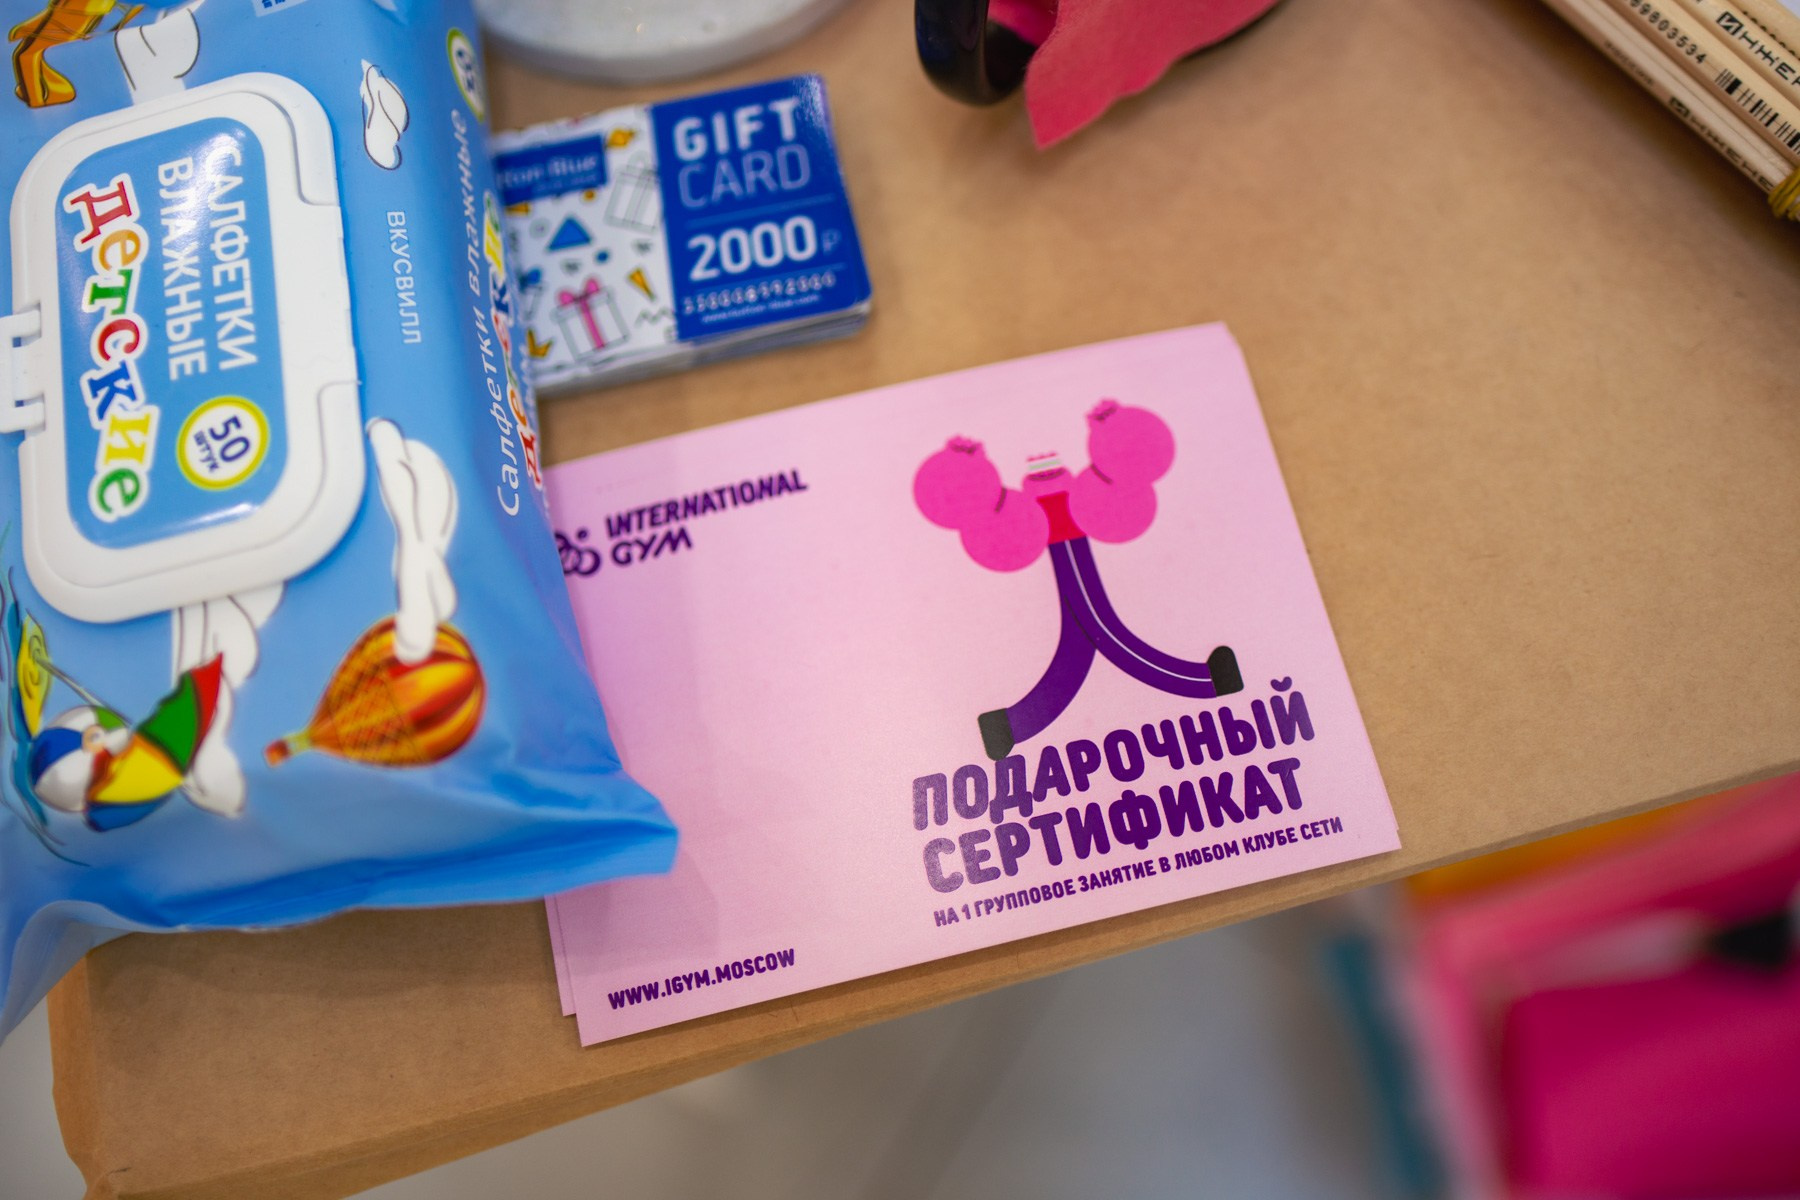 САЛФЕТКИ
ВЛАЖНЫЕ
детские
50
штук
ВКУСВИЛЛ
Салфетки влажные
GIFT
CARD
2000 ₽
INTERNATIONAL
GYM
ПОДАРОЧНЫЙ
СЕРТИФИКАТ
НА 1 ГРУППОВОЕ ЗАНЯТИЕ В ЛЮБОМ КЛУБЕ СЕТИ
WWW.IGYM.MOSCOW